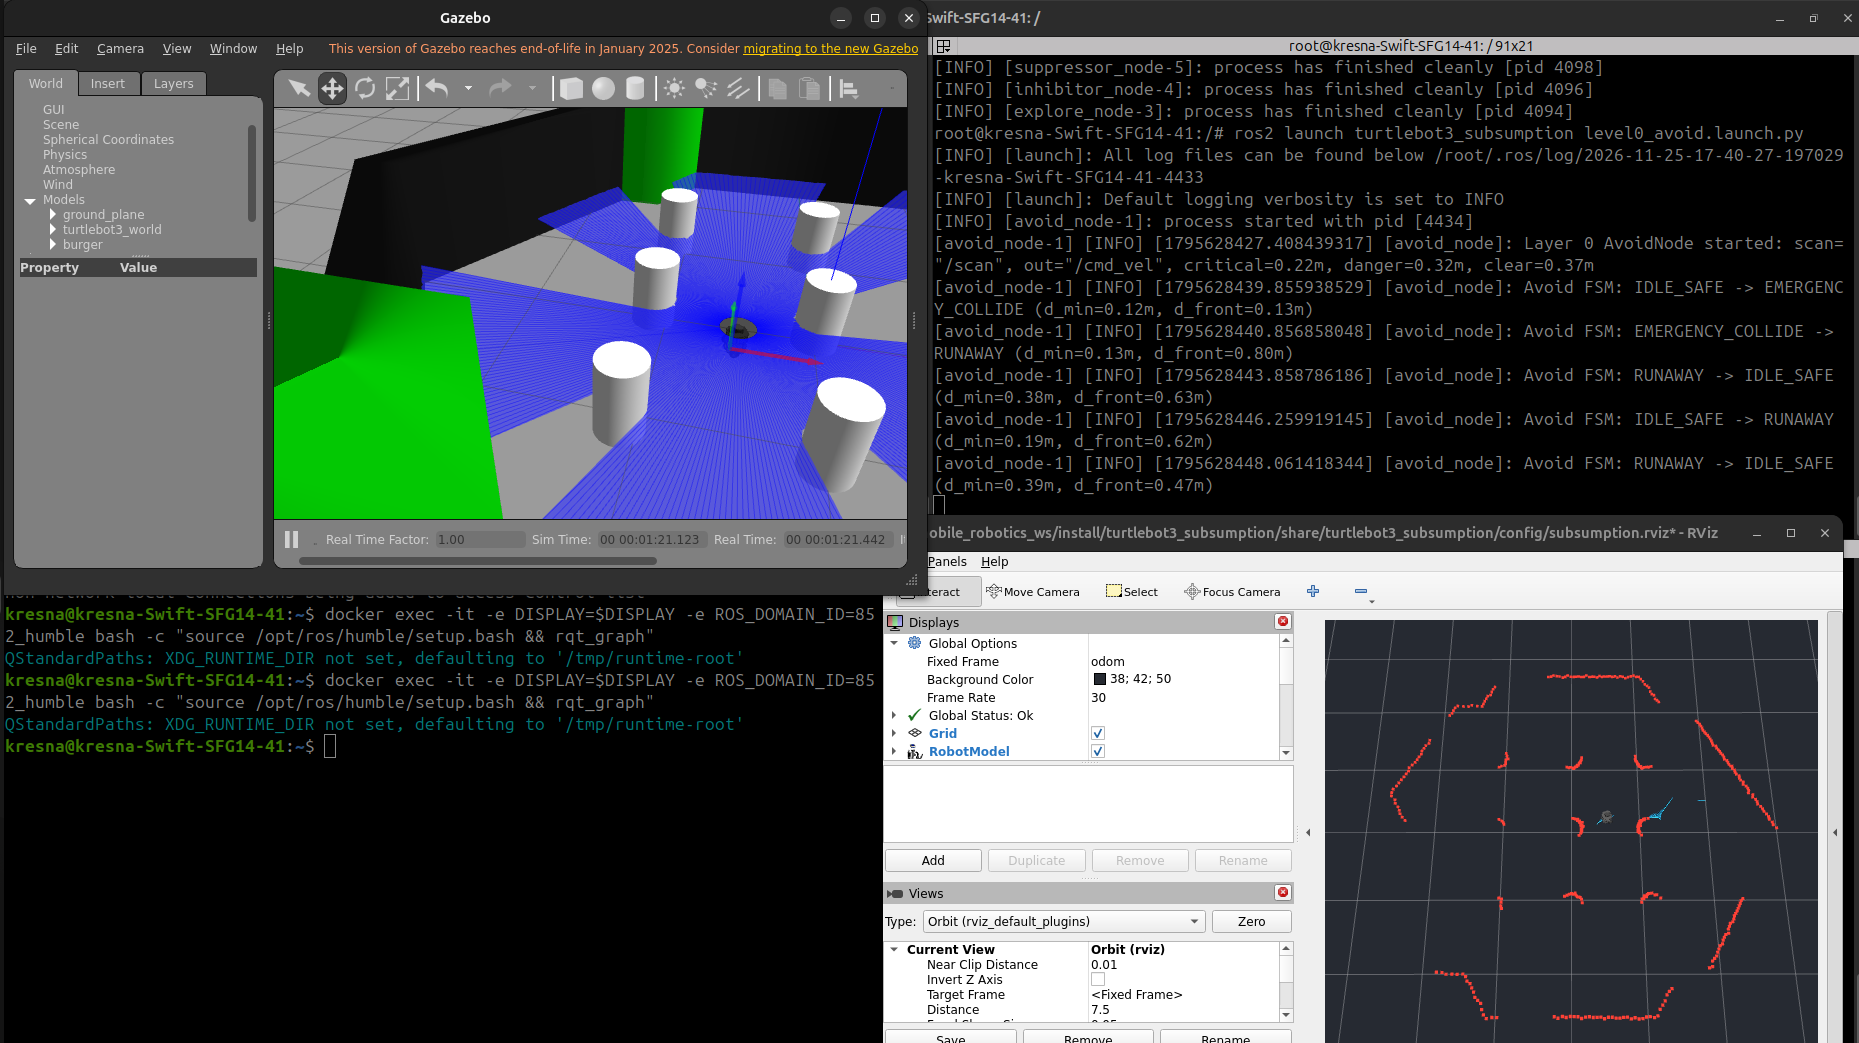 Gazebo
File Edit Camera View Window Help This version of Gazebo reaches end-of-life in January 2025. Consider migrating to the new Gazebo
World Insert Layers
GUI
Scene
Spherical Coordinates
Physics
Atmosphere
Wind
Models
ground_plane
turtlebot3_world
burger
Property Value
Real Time Factor: 1.00 Sim Time: 00 00:01:21.123 Real Time: 00 00:01:21.442
Swift-SFG14-41: /
root@kresna-Swift-SFG14-41: / 91x21
[INFO] [suppressor_node-5]: process has finished cleanly [pid 4098]
[INFO] [inhibitor_node-4]: process has finished cleanly [pid 4096]
[INFO] [explore_node-3]: process has finished cleanly [pid 4094]
root@kresna-Swift-SFG14-41:/# ros2 launch turtlebot3_subsumption level0_avoid.launch.py
[INFO] [launch]: All log files can be found below /root/.ros/log/2026-11-25-17-40-27-197029
-kresna-Swift-SFG14-41-4433
[INFO] [launch]: Default logging verbosity is set to INFO
[INFO] [avoid_node-1]: process started with pid [4434]
[avoid_node-1] [INFO] [1795628427.408439317] [avoid_node]: Layer 0 AvoidNode started: scan=
"/scan", out="/cmd_vel", critical=0.22m, danger=0.32m, clear=0.37m
[avoid_node-1] [INFO] [1795628439.855938529] [avoid_node]: Avoid FSM: IDLE_SAFE -> EMERGENC
Y_COLLIDE (d_min=0.12m, d_front=0.13m)
[avoid_node-1] [INFO] [1795628440.856858048] [avoid_node]: Avoid FSM: EMERGENCY_COLLIDE ->
RUNAWAY (d_min=0.13m, d_front=0.80m)
[avoid_node-1] [INFO] [1795628443.858786186] [avoid_node]: Avoid FSM: RUNAWAY -> IDLE_SAFE
(d_min=0.38m, d_front=0.63m)
[avoid_node-1] [INFO] [1795628446.259919145] [avoid_node]: Avoid FSM: IDLE_SAFE -> RUNAWAY
(d_min=0.19m, d_front=0.62m)
[avoid_node-1] [INFO] [1795628448.061418344] [avoid_node]: Avoid FSM: RUNAWAY -> IDLE_SAFE
(d_min=0.39m, d_front=0.47m)
kresna@kresna-Swift-SFG14-41:~$ docker exec -it -e DISPLAY=$DISPLAY -e ROS_DOMAIN_ID=85
2_humble bash -c "source /opt/ros/humble/setup.bash && rqt_graph"
QStandardPaths: XDG_RUNTIME_DIR not set, defaulting to '/tmp/runtime-root'
kresna@kresna-Swift-SFG14-41:~$ docker exec -it -e DISPLAY=$DISPLAY -e ROS_DOMAIN_ID=85
2_humble bash -c "source /opt/ros/humble/setup.bash && rqt_graph"
QStandardPaths: XDG_RUNTIME_DIR not set, defaulting to '/tmp/runtime-root'
kresna@kresna-Swift-SFG14-41:~$
obile_robotics_ws/install/turtlebot3_subsumption/share/turtlebot3_subsumption/config/subsumption.rviz* - RViz
Panels Help
eract Move Camera Select Focus Camera
Displays
Global Options
Fixed Frame odom
Background Color 38; 42; 50
Frame Rate 30
Global Status: Ok
Grid
RobotModel
Add Duplicate Remove Rename
Views
Type: Orbit (rviz_default_plugins) Zero
Current View Orbit (rviz)
Near Clip Distance 0.01
Invert Z Axis
Target Frame <Fixed Frame>
Distance 7.5
Save Remove Rename